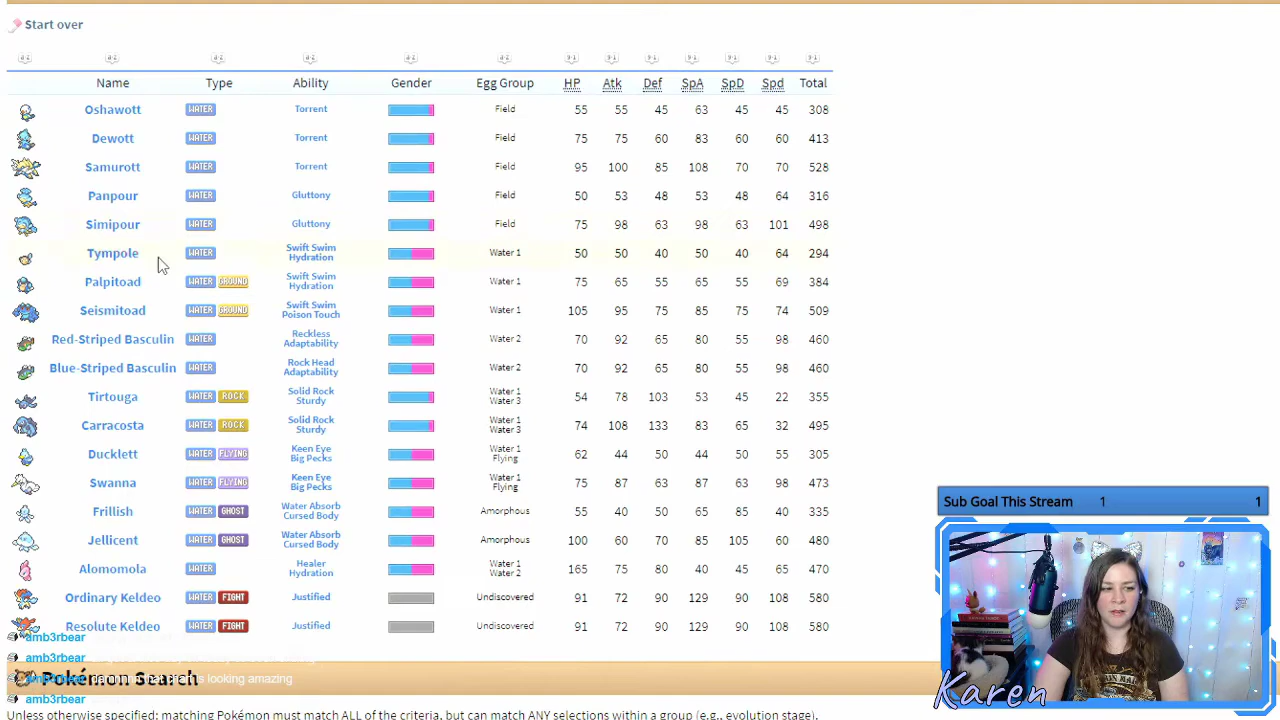 Start over
Name Type Ability Gender Egg Group HP Atk Def SpA SpD Spd Total
Oshawott WATER Torrent Field 55 55 45 63 45 45 308
Dewott WATER Torrent Field 75 75 60 83 60 60 413
Samurott WATER Torrent Field 95 100 85 108 70 70 528
Panpour WATER Gluttony Field 50 53 48 53 48 64 316
Simipour WATER Gluttony Field 75 98 63 98 63 101 498
Tympole WATER Swift Swim Hydration Water 1 50 50 40 50 40 64 294
Palpitoad WATER GROUND Swift Swim Hydration Water 1 75 65 55 65 55 69 384
Seismitoad WATER GROUND Swift Swim Poison Touch Water 1 105 95 75 85 75 74 509
Red-Striped Basculin WATER Reckless Adaptability Water 2 70 92 65 80 55 98 460
Blue-Striped Basculin WATER Rock Head Adaptability Water 2 70 92 65 80 55 98 460
Tirtouga WATER ROCK Solid Rock Sturdy Water 1 Water 3 54 78 103 53 45 22 355
Carracosta WATER ROCK Solid Rock Sturdy Water 1 Water 3 74 108 133 83 65 32 495
Ducklett WATER FLYING Keen Eye Big Pecks Water 1 Flying 62 44 50 44 50 55 305
Swanna WATER FLYING Keen Eye Big Pecks Water 1 Flying 75 87 63 87 63 98 473
Frillish WATER GHOST Water Absorb Cursed Body Amorphous 55 40 50 65 85 40 335
Jellicent WATER GHOST Water Absorb Cursed Body Amorphous 100 60 70 85 105 60 480
Alomomola WATER Healer Hydration Water 1 Water 2 165 75 80 40 45 65 470
Ordinary Keldeo WATER FIGHT Justified Undiscovered 91 72 90 129 90 108 580
Resolute Keldeo WATER FIGHT Justified Undiscovered 91 72 90 129 90 108 580
Sub Goal This Stream 1 1
amb3rbear
amb3rbear
Pokémon Search
amb3rbear is looking amazing
amb3rbear
Karen
Unless otherwise specified: matching Pokémon must match ALL of the criteria, but can match ANY selections within a group (e.g., evolution stage).